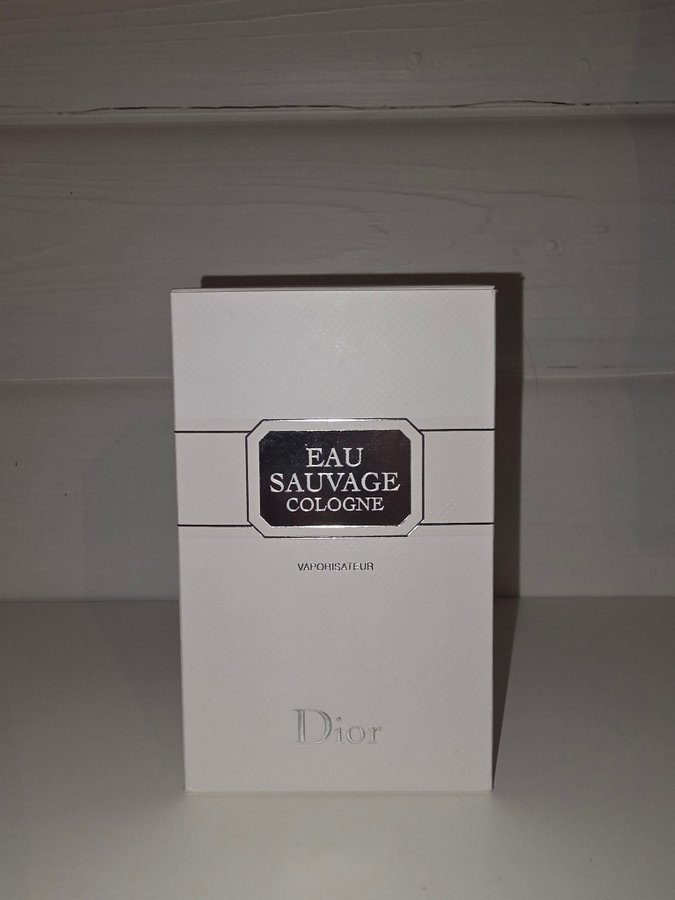 EAU
SAUVAGE
COLOGNE
VAPORISATEUR
Dior